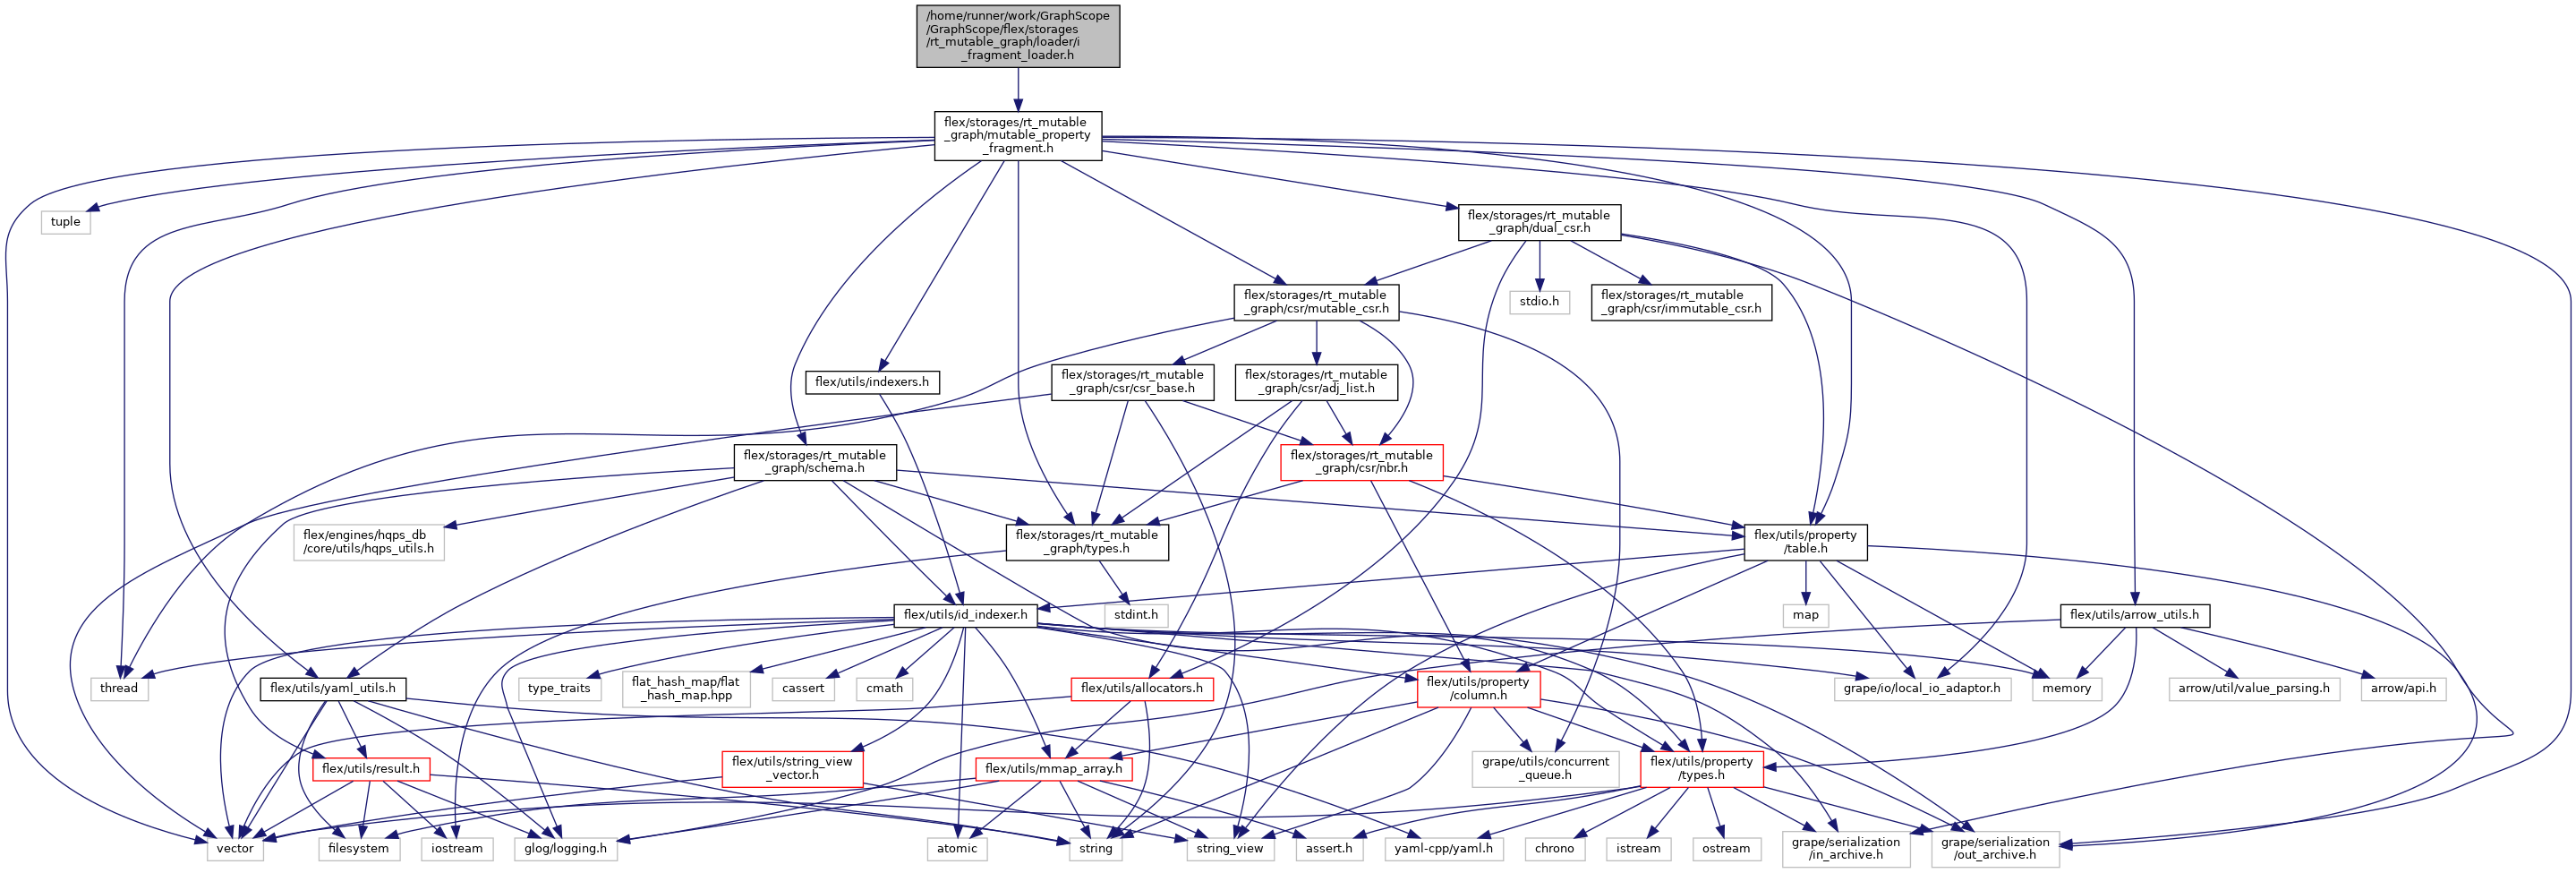 /home/runner/work/GraphScope
/GraphScope/flex/storages
/rt_mutable_graph/loader/i
_fragment_loader.h
flex/storages/rt_mutable
_graph/mutable_property
_fragment.h
tuple
flex/storages/rt_mutable
_graph/dual_csr.h
flex/storages/rt_mutable
_graph/csr/mutable_csr.h
stdio.h
flex/storages/rt_mutable
_graph/csr/immutable_csr.h
flex/utils/indexers.h
flex/storages/rt_mutable
_graph/csr/csr_base.h
flex/storages/rt_mutable
_graph/csr/adj_list.h
flex/storages/rt_mutable
_graph/schema.h
flex/storages/rt_mutable
_graph/csr/nbr.h
flex/engines/hqps_db
/core/utils/hqps_utils.h
flex/storages/rt_mutable
_graph/types.h
flex/utils/property
/table.h
flex/utils/id_indexer.h
stdint.h
map
flex/utils/arrow_utils.h
thread
flex/utils/yaml_utils.h
type_traits
flat_hash_map/flat
_hash_map.hpp
cassert
cmath
flex/utils/allocators.h
flex/utils/property
/column.h
grape/io/local_io_adaptor.h
memory
arrow/util/value_parsing.h
arrow/api.h
flex/utils/result.h
flex/utils/string_view
_vector.h
flex/utils/mmap_array.h
grape/utils/concurrent
_queue.h
flex/utils/property
/types.h
vector
filesystem
iostream
glog/logging.h
atomic
string
string_view
assert.h
yaml-cpp/yaml.h
chrono
istream
ostream
grape/serialization
/in_archive.h
grape/serialization
/out_archive.h